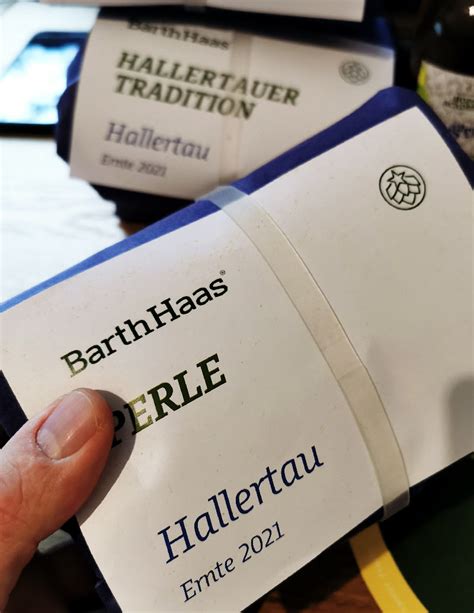 BarthHaas
HALLERTAUER
TRADITION
Hallertau
Ernte 2021
BarthHaas®
PERLE
Hallertau
Ernte 2021